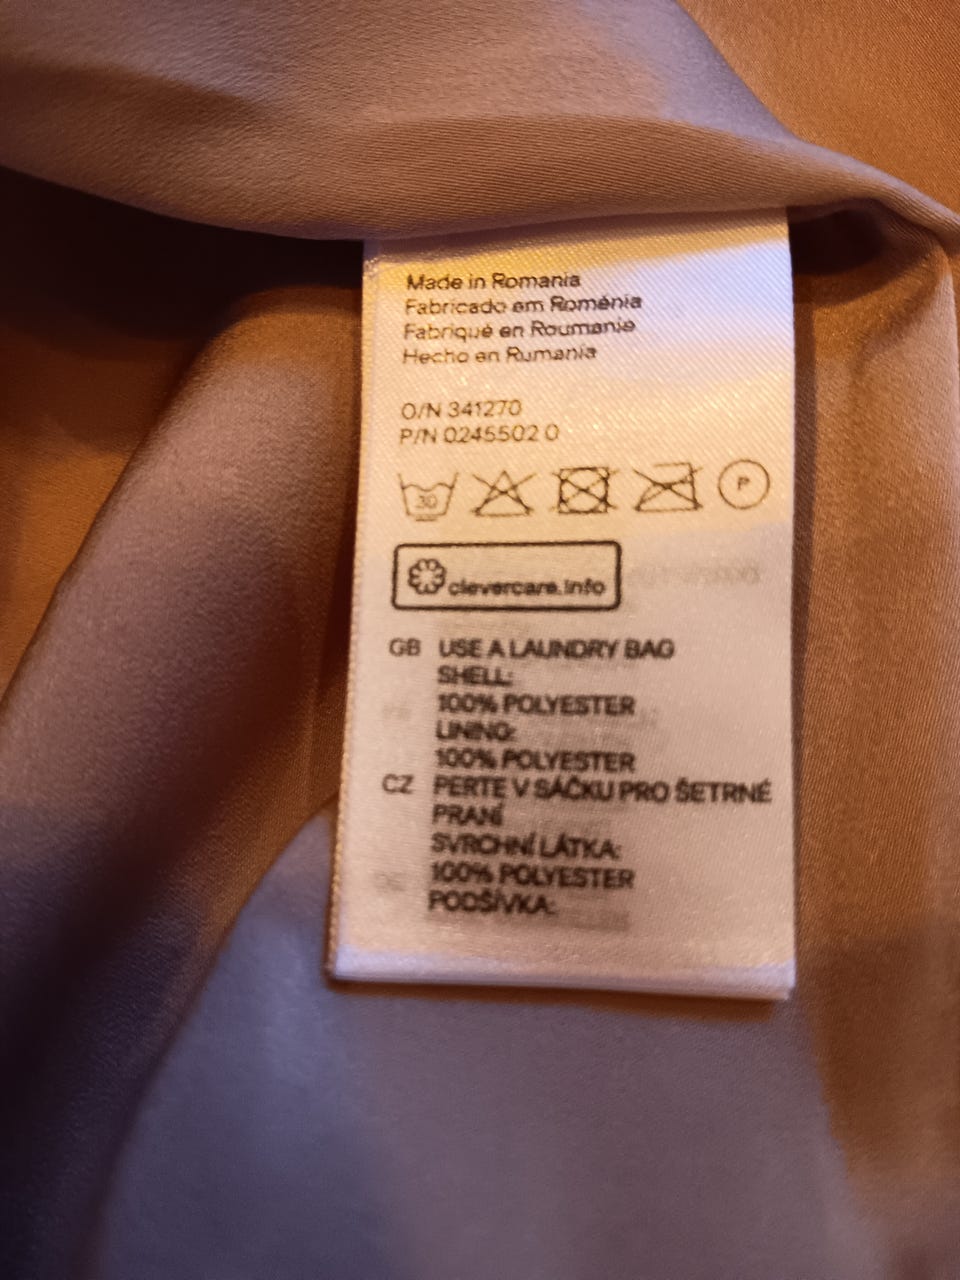 Made in Romania
Fabricado em Roménia
Fabriqué en Roumanie
Hecho en Rumania
O/N 341270
P/N 0245502 0
30 P
clevercare.info
GB USE A LAUNDRY BAG
SHELL:
100% POLYESTER
LINING:
100% POLYESTER
CZ PERTE V SÁČKU PRO ŠETRNÉ
PRANÍ
SVRCHNÍ LÁTKA:
100% POLYESTER
PODŠÍVKA: